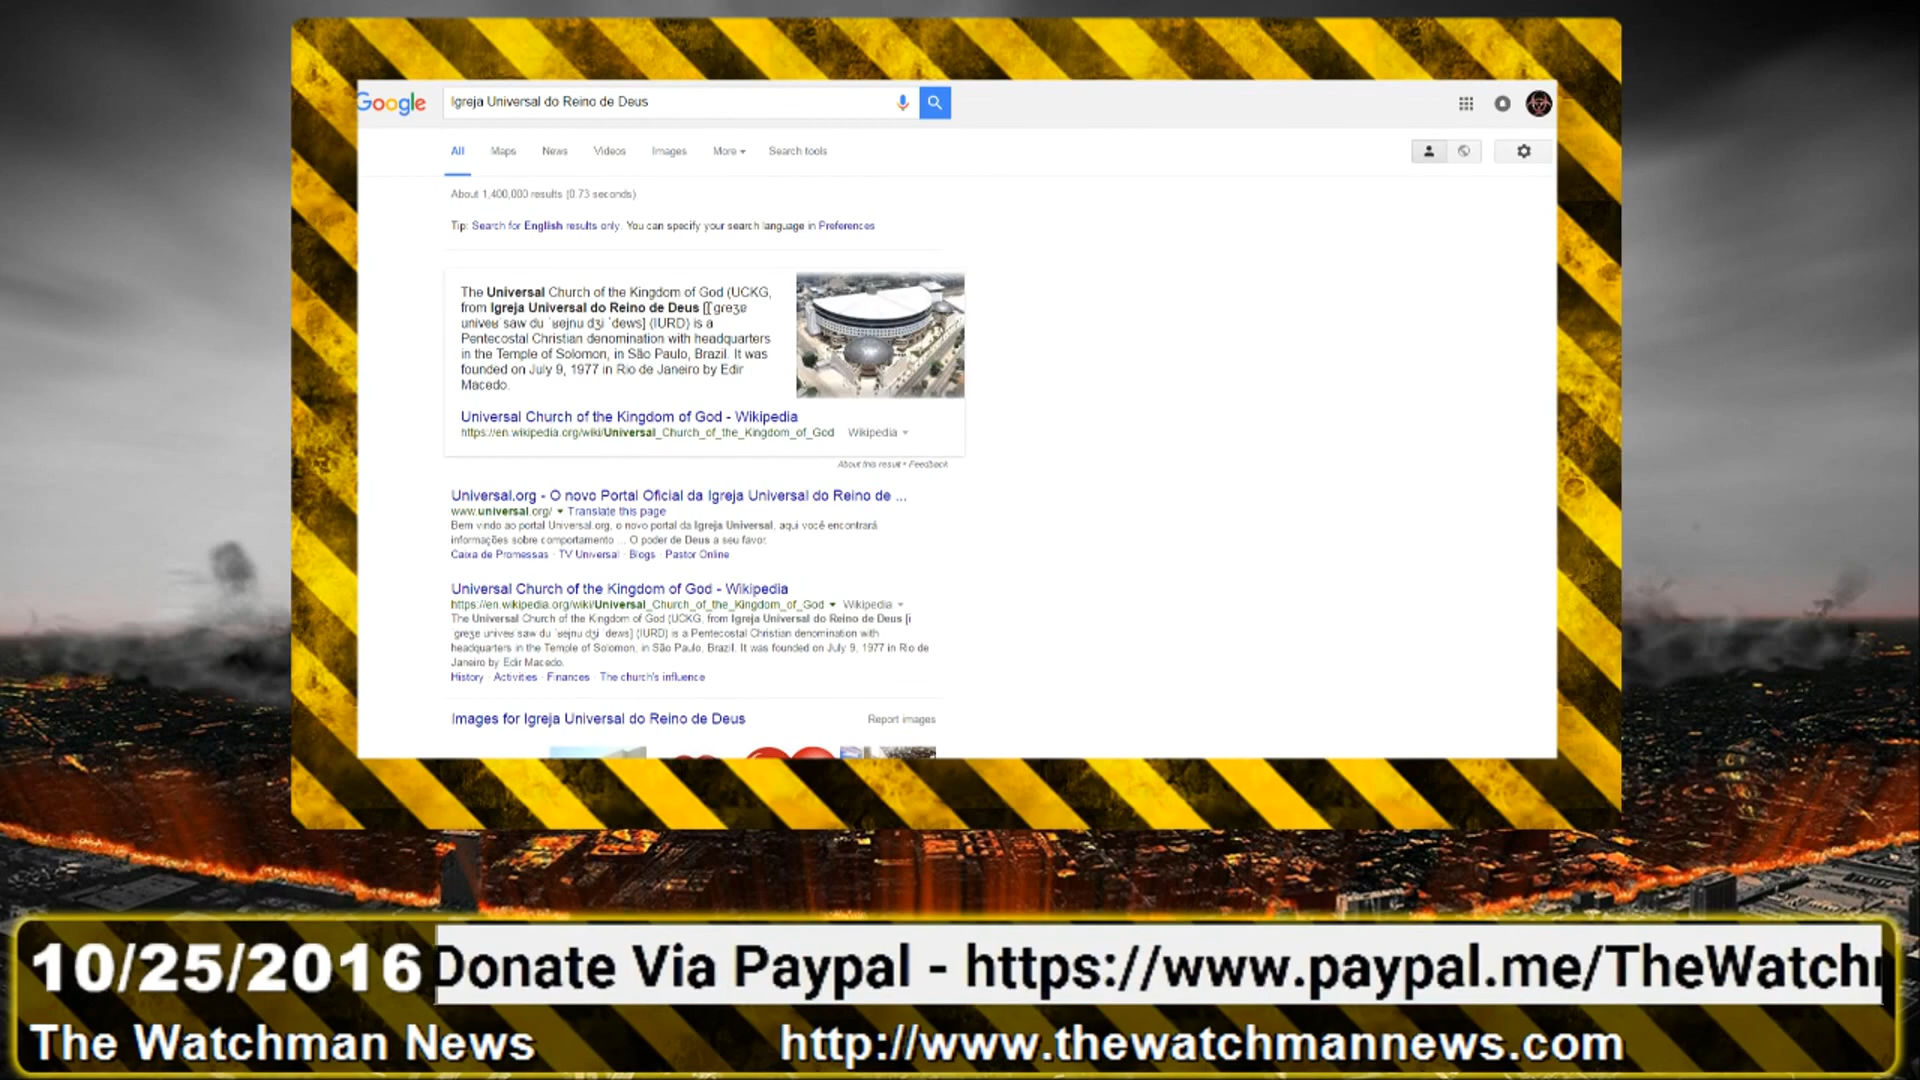 Google Igreja Universal do Reino de Deus
All Maps News Videos Images More Search tools
About 1,400,000 results (0.73 seconds)
Tip: Search for English results only. You can specify your search language in Preferences
The Universal Church of the Kingdom of God (UCKG,
from Igreja Universal do Reino de Deus
(IURD) is a
Pentecostal Christian denomination with headquarters
in the Temple of Solomon, in São Paulo, Brazil. It was
founded on July 9, 1977 in Rio de Janeiro by Edir
Macedo.
Universal Church of the Kingdom of God - Wikipedia
https://en.wikipedia.org/wiki/Universal_Church_of_the_Kingdom_of_God Wikipedia
About this result • Feedback
Universal.org - O novo Portal Oficial da Igreja Universal do Reino de ...
www.universal.org/ Translate this page
Bem vindo ao portal Universal.org, o novo portal da Igreja Universal, aqui você encontrará
informações sobre comportamento ... O poder de Deus a seu favor.
Caixa de Promessas · TV Universal · Blogs · Pastor Online
Universal Church of the Kingdom of God - Wikipedia
https://en.wikipedia.org/wiki/Universal_Church_of_the_Kingdom_of_God Wikipedia
The Universal Church of the Kingdom of God (UCKG, from Igreja Universal do Reino de Deus
(IURD) is a Pentecostal Christian denomination with
headquarters in the Temple of Solomon, in São Paulo, Brazil. It was founded on July 9, 1977 in Rio de
Janeiro by Edir Macedo.
History · Activities · Finances · The church's influence
Images for Igreja Universal do Reino de Deus Report images
10/25/2016 Donate Via Paypal - https://www.paypal.me/TheWatch
The Watchman News http://www.thewatchmannews.com